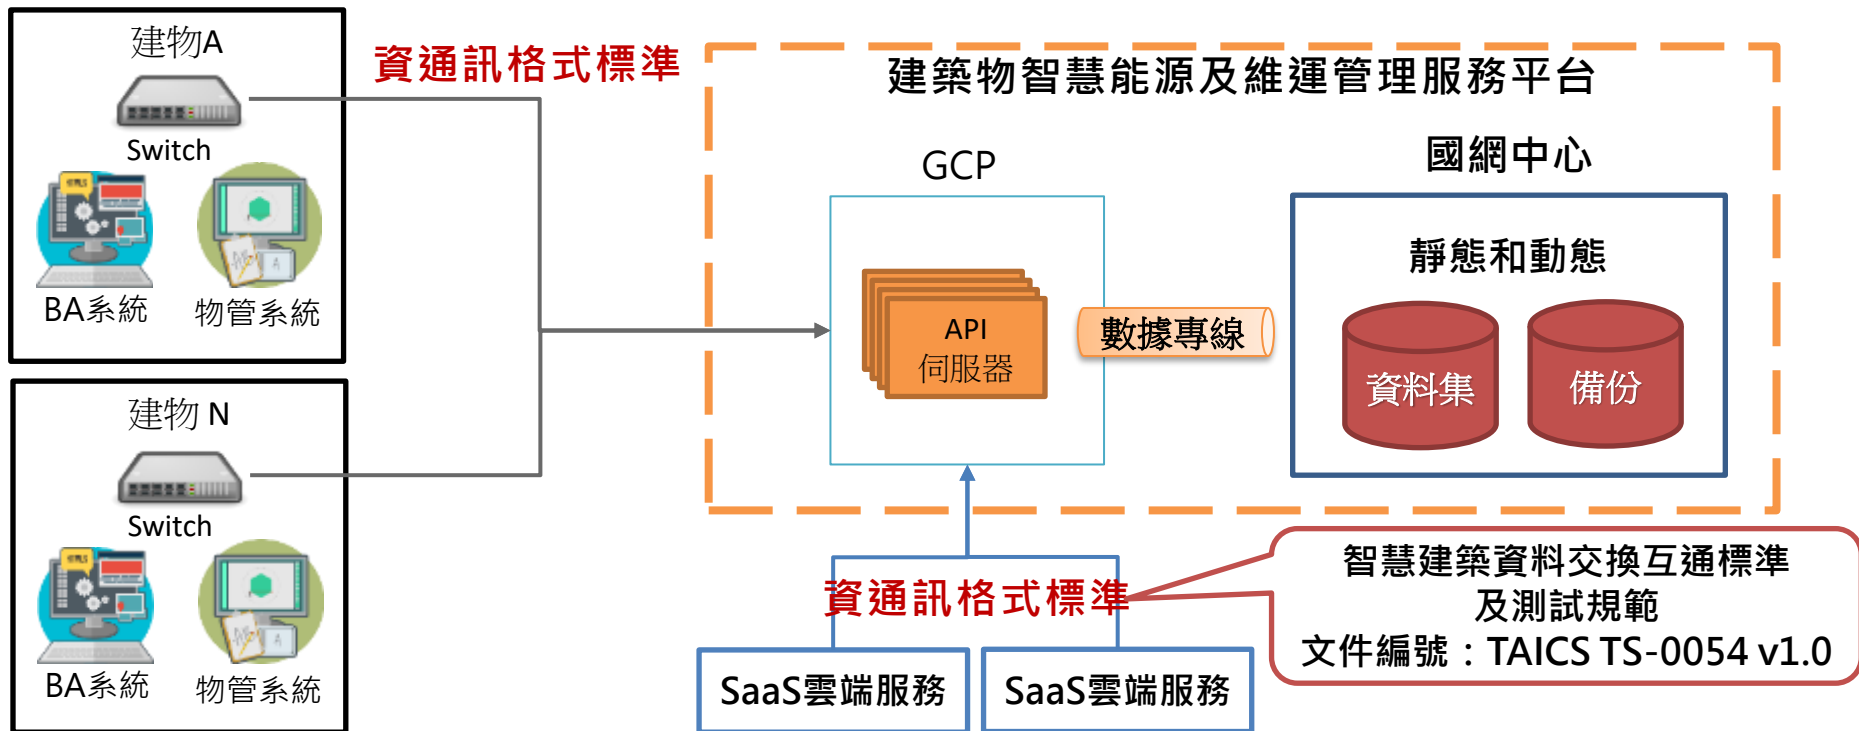 建物A
Switch
BA系統
物管系統
建物 N
Switch
BA系統
物管系統
資通訊格式標準
建築物智慧能源及維運管理服務平台
GCP
API
伺服器
數據專線
國網中心
靜態和動態
資料集
備份
資通訊格式標準
SaaS雲端服務
SaaS雲端服務
智慧建築資料交換互通標準
及測試規範
文件編號：TAICS TS-0054 v1.0